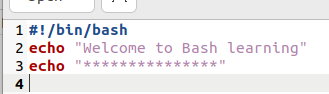 1 #!/bin/bash
2 echo "Welcome to Bash learning"
3 echo "***************"
4